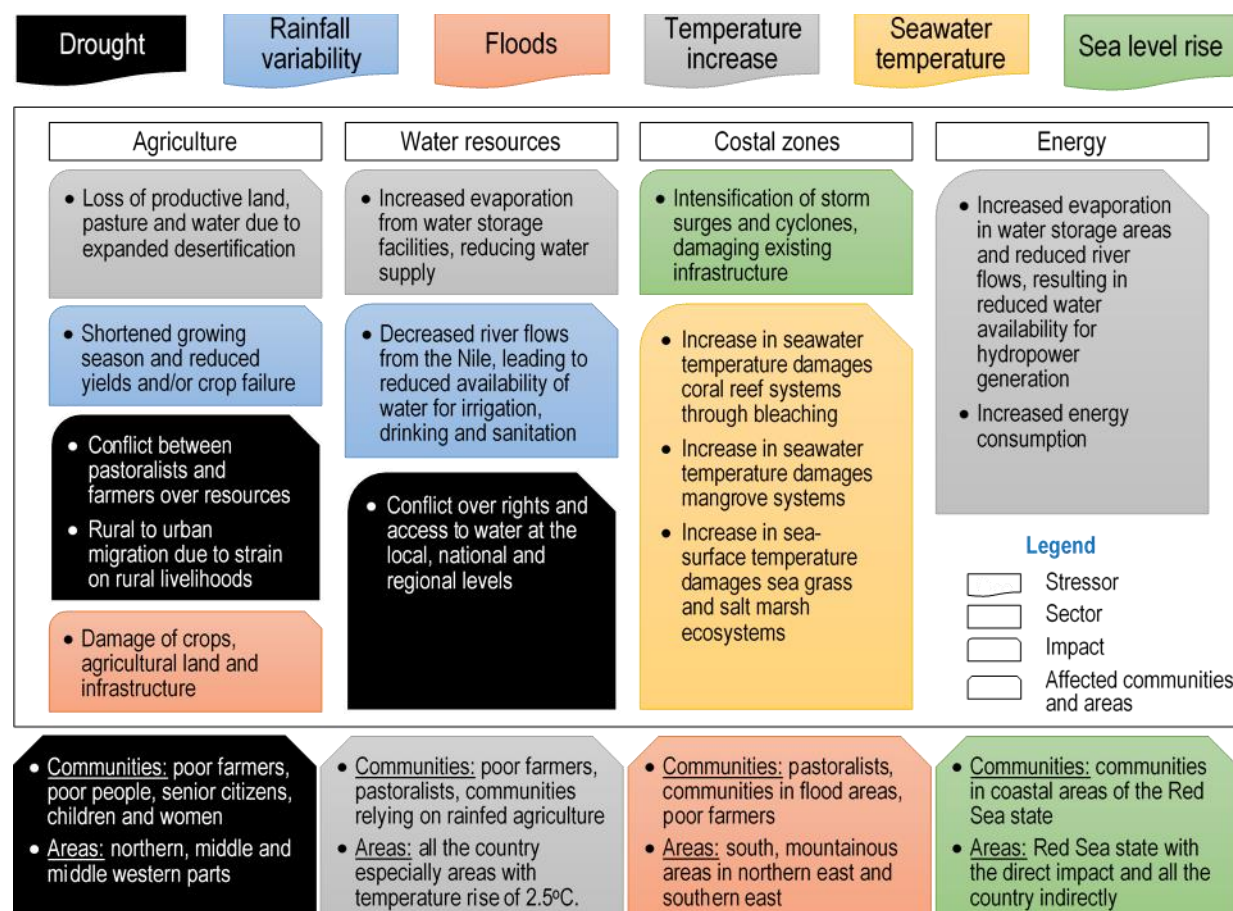 Drought
Rainfall
variability
Floods
Temperature
increase
Seawater
temperature
Sea level rise
Agriculture
• Loss of productive land,
pasture and water due to
expanded desertification
• Shortened growing
season and reduced
yields and/or crop failure
• Conflict between
pastoralists and
farmers over resources
• Rural to urban
migration due to strain
on rural livelihoods
• Damage of crops,
agricultural land and
infrastructure
Water resources
• Increased evaporation
from water storage
facilities, reducing water
supply
• Decreased river flows
from the Nile, leading to
reduced availability of
water for irrigation,
drinking and sanitation
• Conflict over rights and
access to water at the
local, national and
regional levels
Costal zones
• Intensification of storm
surges and cyclones,
damaging existing
infrastructure
• Increase in seawater
temperature damages
coral reef systems
through bleaching
• Increase in seawater
temperature damages
mangrove systems
• Increase in sea-
surface temperature
damages sea grass
and salt marsh
ecosystems
Energy
• Increased evaporation
in water storage areas
and reduced river
flows, resulting in
reduced water
availability for
hydropower
generation
• Increased energy
consumption
Legend
Stressor
Sector
Impact
Affected communities
and areas
• Communities: poor farmers,
poor people, senior citizens,
children and women
• Areas: northern, middle and
middle western parts
• Communities: poor farmers,
pastoralists, communities
relying on rainfed agriculture
• Areas: all the country
especially areas with
temperature rise of 2.5ºC.
• Communities: pastoralists,
communities in flood areas,
poor farmers
• Areas: south, mountainous
areas in northern east and
southern east
• Communities: communities
in coastal areas of the Red
Sea state
• Areas: Red Sea state with
the direct impact and all the
country indirectly